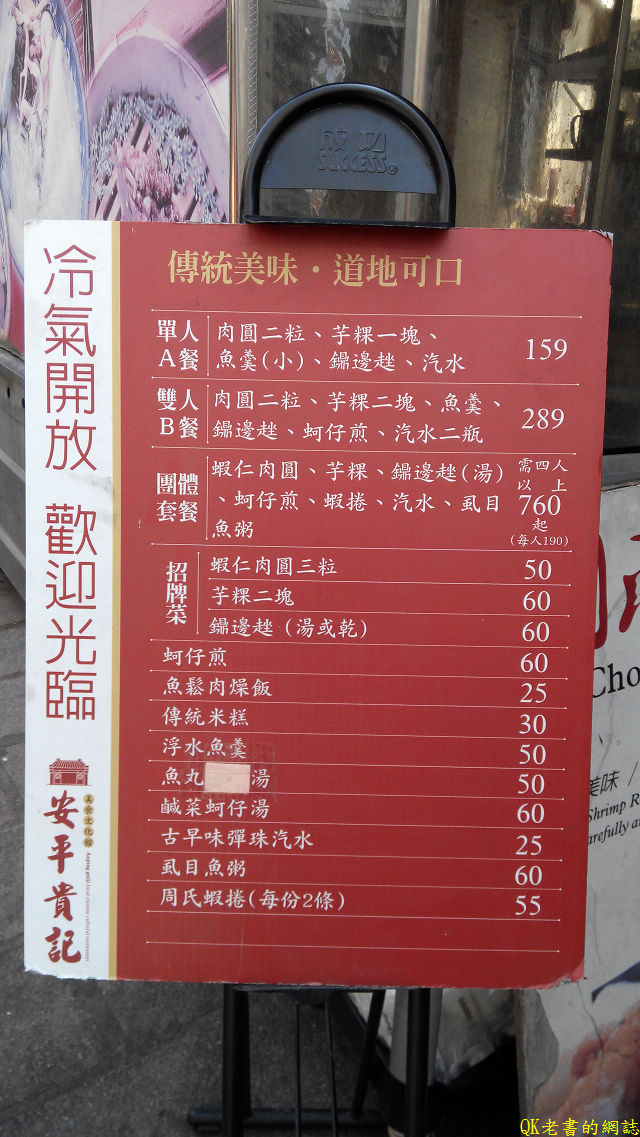 成功
SUCCESS®
冷氣開放 歡迎光臨
美食文化館
安平貴記
傳統美味・道地可口
單人
A餐
肉圓二粒、芋粿一塊、
魚羹(小)、鍋邊趖、汽水
159
雙人
B餐
肉圓二粒、芋粿二塊、魚羹、
鍋邊趖、蚵仔煎、汽水二瓶
289
團體
套餐
蝦仁肉圓、芋粿、鍋邊趖(湯)
、蚵仔煎、蝦捲、汽水、虱目
魚粥
需四人
以 上
760
起
(每人190)
招牌菜
蝦仁肉圓三粒 50
芋粿二塊 60
鍋邊趖 (湯或乾) 60
蚵仔煎 60
魚鬆肉燥飯 25
傳統米糕 30
浮水魚羹 50
魚丸 湯 50
鹹菜蚵仔湯 60
古早味彈珠汽水 25
虱目魚粥 60
周氏蝦捲(每份2條) 55
Cho
美味 /
Shrimp R
arefully a
QK老書的網誌